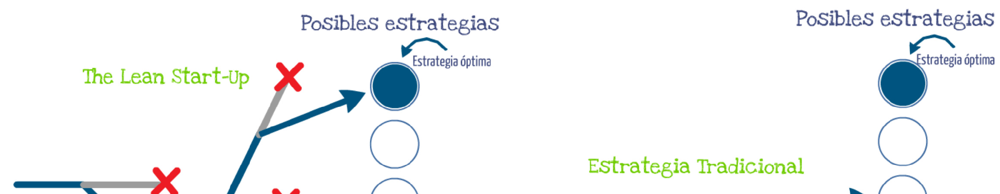 Posibles estrategias
Estrategia óptima
The Lean Start-Up
Posibles estrategias
Estrategia óptima
Estrategia Tradicional